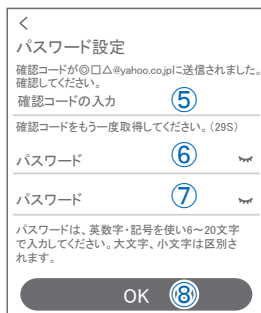 ＜
パスワード設定
確認コードが◎□△@yahoo.co.jpに送信されました。
確認してください。
確認コードの入力 ⑤
確認コードをもう一度取得してください。(29S)
パスワード ⑥
パスワード ⑦
パスワードは、英数字・記号を使い6～20文字
で入力してください。大文字、小文字は区別さ
れます。
OK ⑧